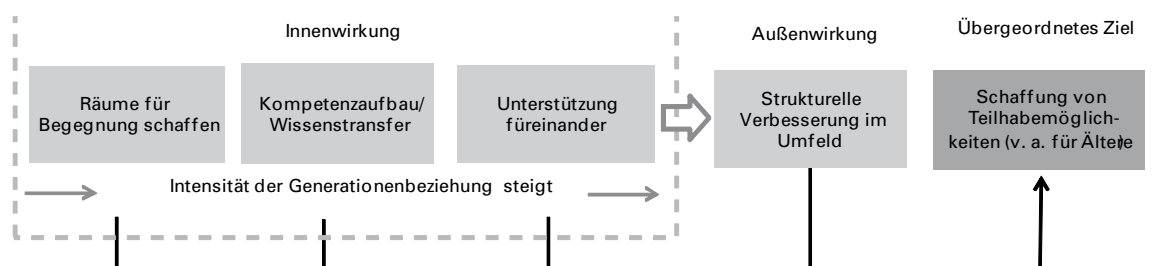 Innenwirkung
Außenwirkung
Übergeordnetes Ziel
Räume für
Begegnung schaffen
Kompetenzaufbau/
Wissenstransfer
Unterstützung
füreinander
Strukturelle
Verbesserung im
Umfeld
Schaffung von
Teilhabemöglich-
keiten (v. a. für Ältere)
Intensität der Generationenbeziehung steigt